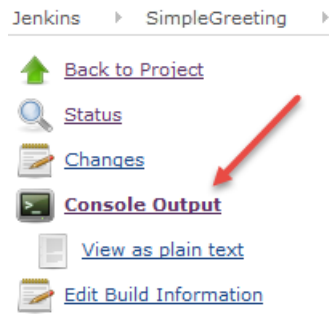 Jenkins SimpleGreeting
Back to Project
Status
Changes
Console Output
View as plain text
Edit Build Information